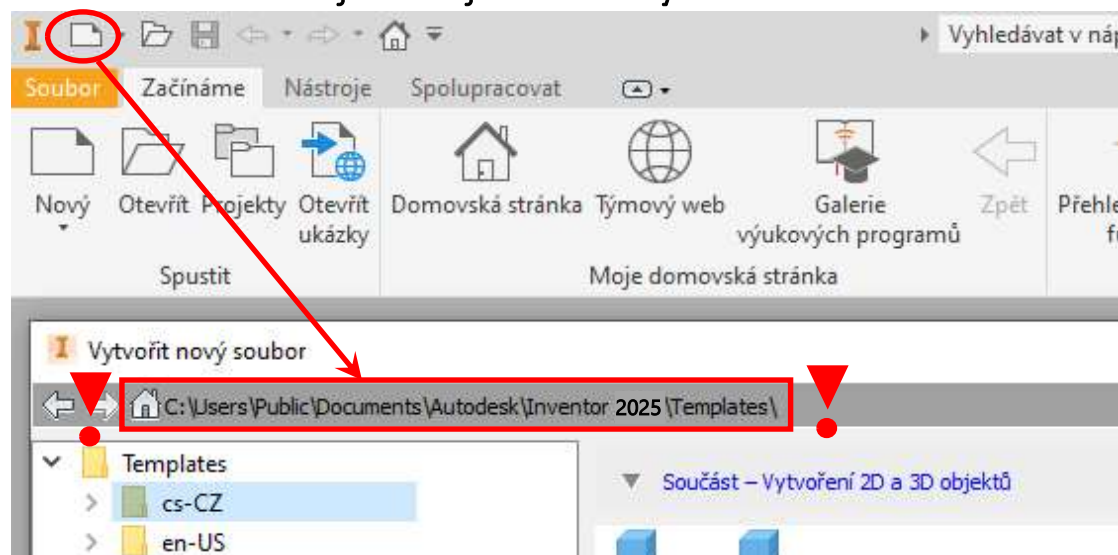 Vyhledávat v náp
Soubor Začínáme Nástroje Spolupracovat
Nový Otevřít Projekty Otevřít ukázky Domovská stránka Týmový web Galerie výukových programů Zpět Přehle
Spustit Moje domovská stránka
Vytvořit nový soubor
C:\Users\Public\Documents\Autodesk\Inventor 2025\Templates\
Templates
cs-CZ
en-US
Součást – Vytvoření 2D a 3D objektů